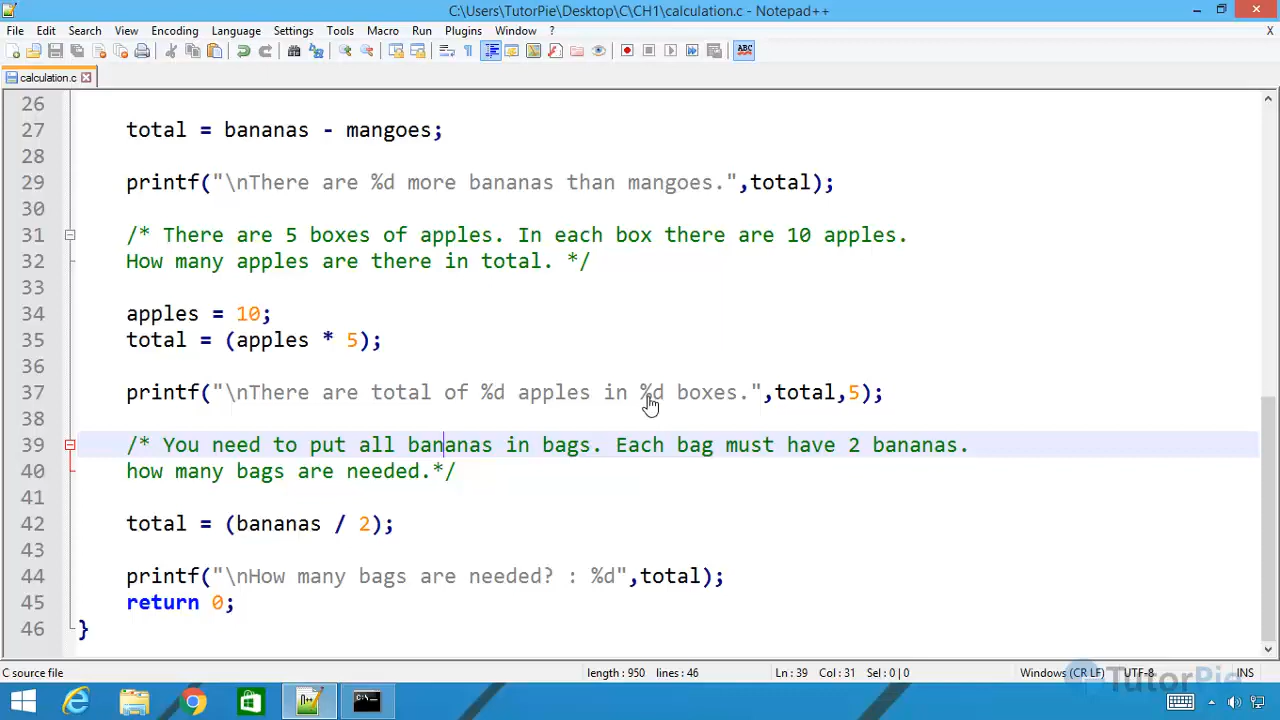 C:\Users\TutorPie\Desktop\C\CH1\calculation.c - Notepad++
File Edit Search View Encoding Language Settings Tools Macro Run Plugins Window ? X
ABC
calculation.c
26
27 total = bananas - mangoes;
28
29 printf("\nThere are %d more bananas than mangoes.",total);
30
31 /* There are 5 boxes of apples. In each box there are 10 apples.
32 How many apples are there in total. */
33
34 apples = 10;
35 total = (apples * 5);
36
37 printf("\nThere are total of %d apples in %d boxes.",total,5);
38
39 /* You need to put all bananas in bags. Each bag must have 2 bananas.
40 how many bags are needed.*/
41
42 total = (bananas / 2);
43
44 printf("\nHow many bags are needed? : %d",total);
45 return 0;
46 }
C source file length : 950 lines : 46 Ln : 39 Col : 31 Sel : 0 | 0 Windows (CR LF) UTF-8 INS
TutorPie